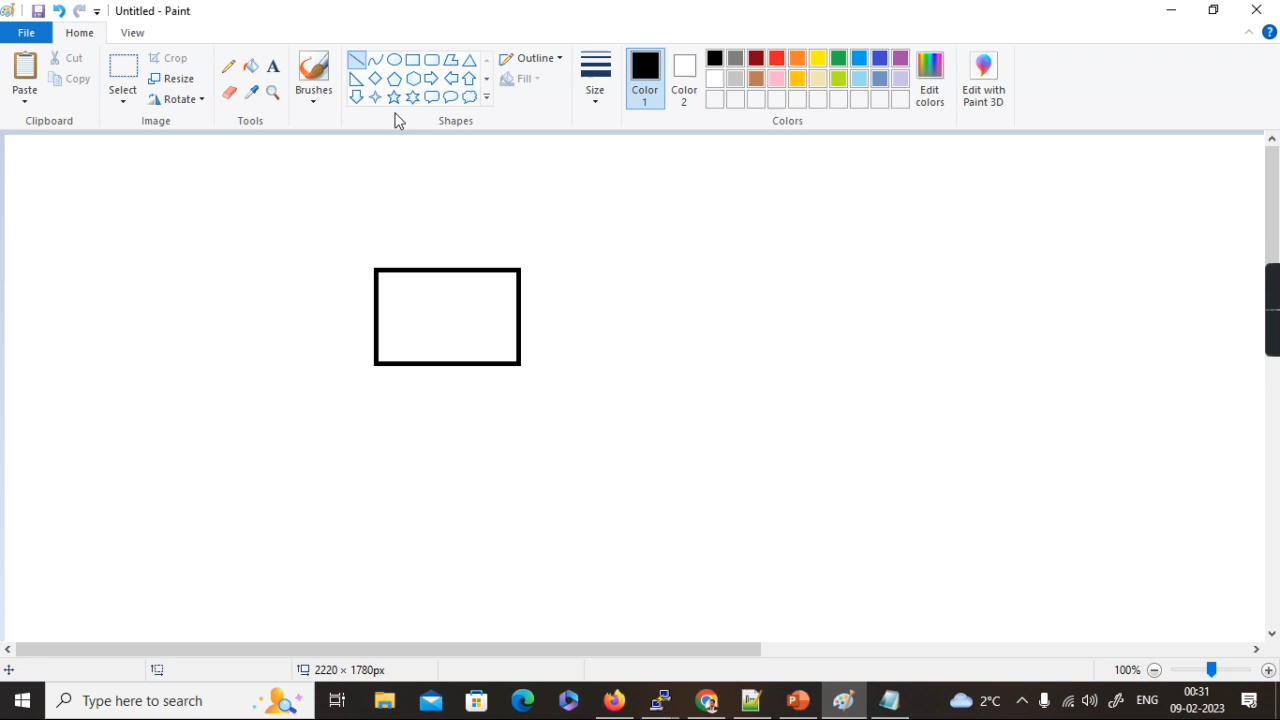 Untitled - Paint
File Home View
Paste
Cut
Copy
Clipboard
Select
Crop
Resize
Rotate
Image
A
Tools
Brushes
Outline
Fill
Shapes
Size
Color
1
Color
2
Edit
colors
Colors
Edit with
Paint 3D
2220 × 1780px
100%
Type here to search
2°C
ENG
00:31
09-02-2023